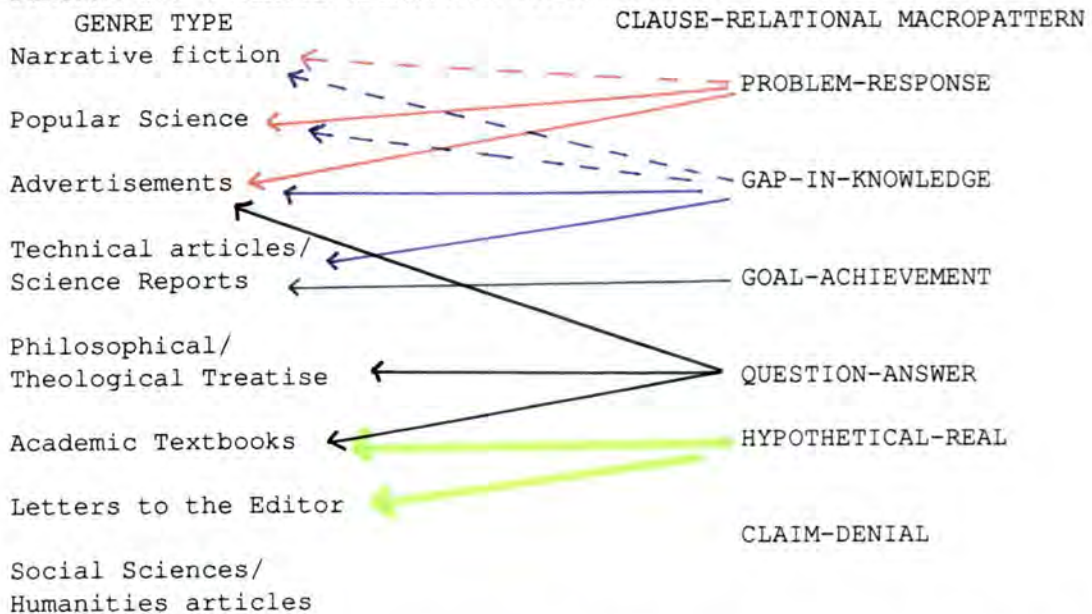 GENRE TYPE
CLAUSE-RELATIONAL MACROPATTERN
Narrative fiction
PROBLEM-RESPONSE
Popular Science
Advertisements
GAP-IN-KNOWLEDGE
Technical articles/
Science Reports
GOAL-ACHIEVEMENT
Philosophical/
Theological Treatise
QUESTION-ANSWER
Academic Textbooks
HYPOTHETICAL-REAL
Letters to the Editor
CLAIM-DENIAL
Social Sciences/
Humanities articles